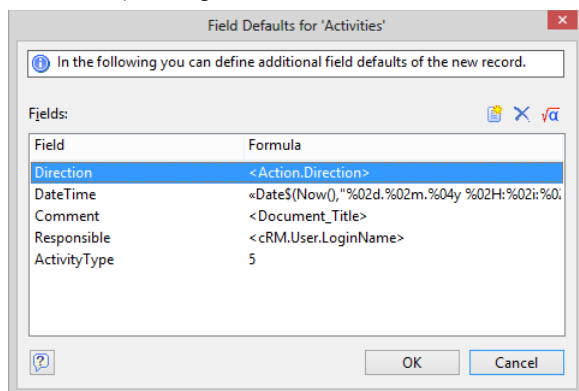 Field Defaults for 'Activities'
In the following you can define additional field defaults of the new record.
Fields:
√α
Field Formula
Direction <Action.Direction>
DateTime «Date$(Now(),"%02d.%02m.%04y %02H:%02i:%02
Comment <Document_Title>
Responsible <cRM.User.LoginName>
ActivityType 5
OK Cancel